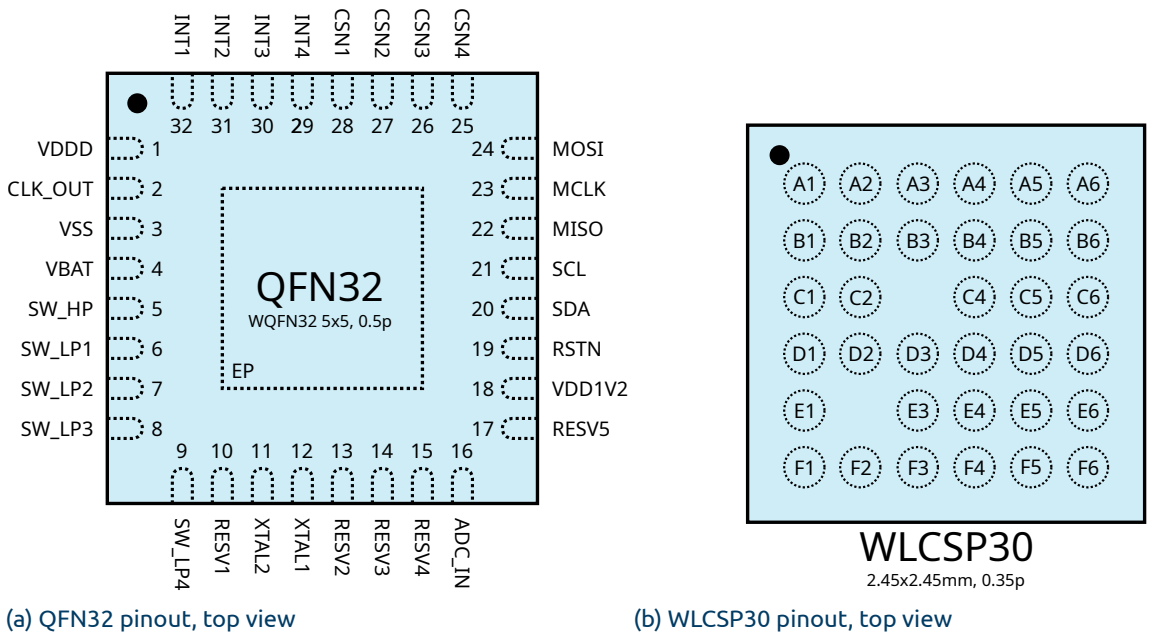 INT1 INT2 INT3 INT4 CSN1 CSN2 CSN3 CSN4
32 31 30 29 28 27 26 25
VDDD 1
CLK_OUT 2
VSS 3
VBAT 4
SW_HP 5
SW_LP1 6
SW_LP2 7
SW_LP3 8
24 MOSI
23 MCLK
22 MISO
21 SCL
20 SDA
19 RSTN
18 VDD1V2
17 RESV5
QFN32
WQFN32 5x5, 0.5p
EP
9 10 11 12 13 14 15 16
SW_LP4 RESV1 XTAL2 XTAL1 RESV2 RESV3 RESV4 ADC_IN
(a) QFN32 pinout, top view
A1 A2 A3 A4 A5 A6
B1 B2 B3 B4 B5 B6
C1 C2 C4 C5 C6
D1 D2 D3 D4 D5 D6
E1 E3 E4 E5 E6
F1 F2 F3 F4 F5 F6
WLCSP30
2.45x2.45mm, 0.35p
(b) WLCSP30 pinout, top view